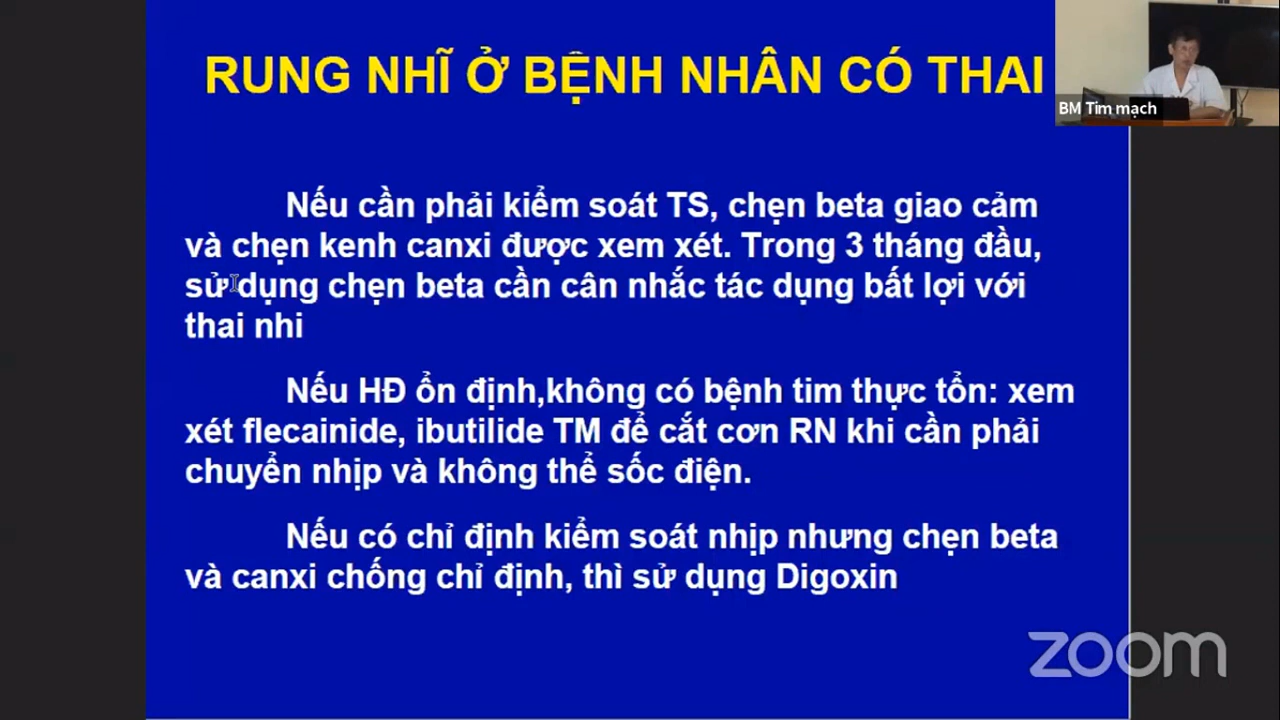 RUNG NHĨ Ở BỆNH NHÂN CÓ THAI
BM Tim mạch
Nếu cần phải kiểm soát TS, chẹn beta giao cảm
và chẹn kenh canxi được xem xét. Trong 3 tháng đầu,
sử dụng chẹn beta cần cân nhắc tác dụng bất lợi với
thai nhi
Nếu HĐ ổn định,không có bệnh tim thực tổn: xem
xét flecainide, ibutilide TM để cắt cơn RN khi cần phải
chuyển nhịp và không thể sốc điện.
Nếu có chỉ định kiểm soát nhịp nhưng chẹn beta
và canxi chống chỉ định, thì sử dụng Digoxin
zoom